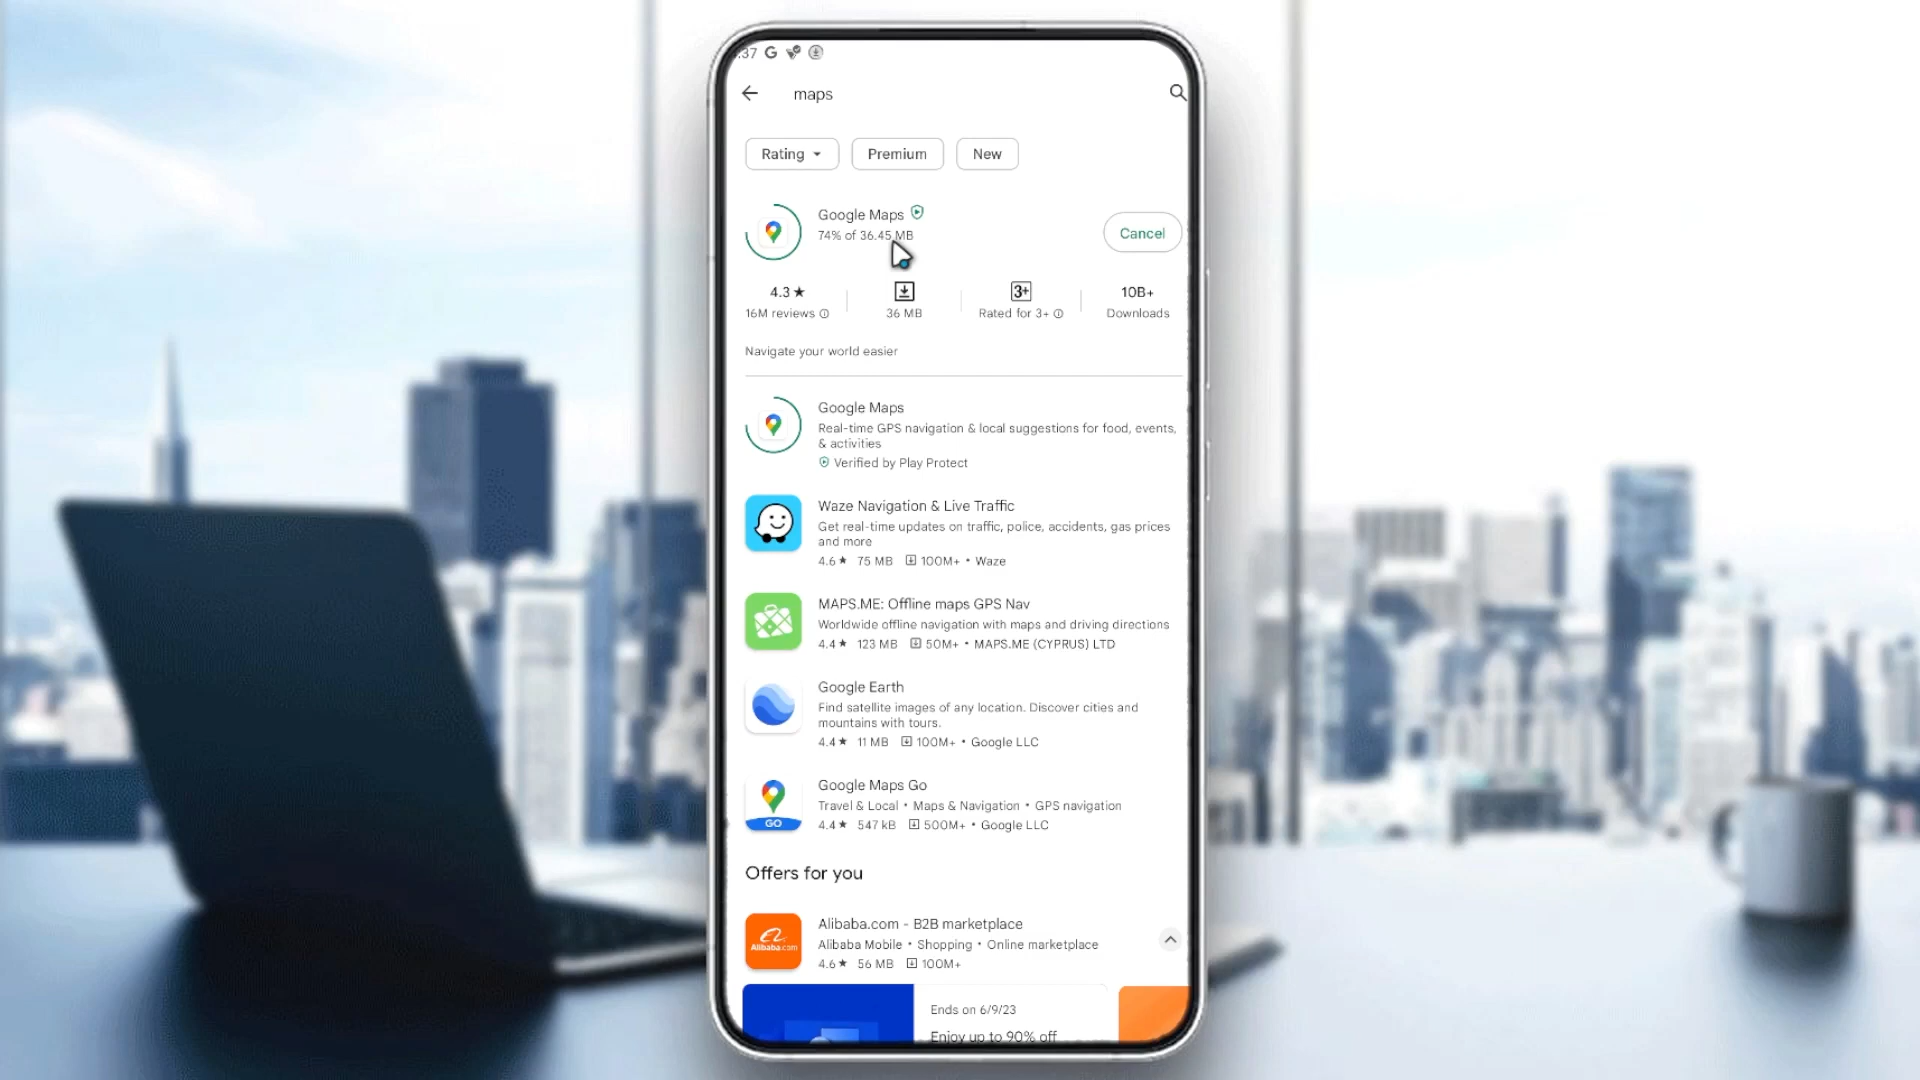 :37
maps
Rating
Premium
New
Google Maps
74% of 36.45 MB
Cancel
4.3★
16M reviews
36 MB
3+
Rated for 3+
10B+
Downloads
Navigate your world easier
Google Maps
Real-time GPS navigation & local suggestions for food, events,
& activities
Verified by Play Protect
Waze Navigation & Live Traffic
Get real-time updates on traffic, police, accidents, gas prices
and more
4.6★ 75 MB 100M+ • Waze
MAPS.ME: Offline maps GPS Nav
Worldwide offline navigation with maps and driving directions
4.4★ 123 MB 50M+ • MAPS.ME (CYPRUS) LTD
Google Earth
Find satellite images of any location. Discover cities and
mountains with tours.
4.4★ 11 MB 100M+ • Google LLC
Google Maps Go
GO
Travel & Local • Maps & Navigation • GPS navigation
4.4★ 547 kB 500M+ • Google LLC
Offers for you
Alibaba.com - B2B marketplace
Alibaba.com
Alibaba Mobile • Shopping • Online marketplace
4.6★ 56 MB 100M+
Ends on 6/9/23
Enjoy up to 90% off